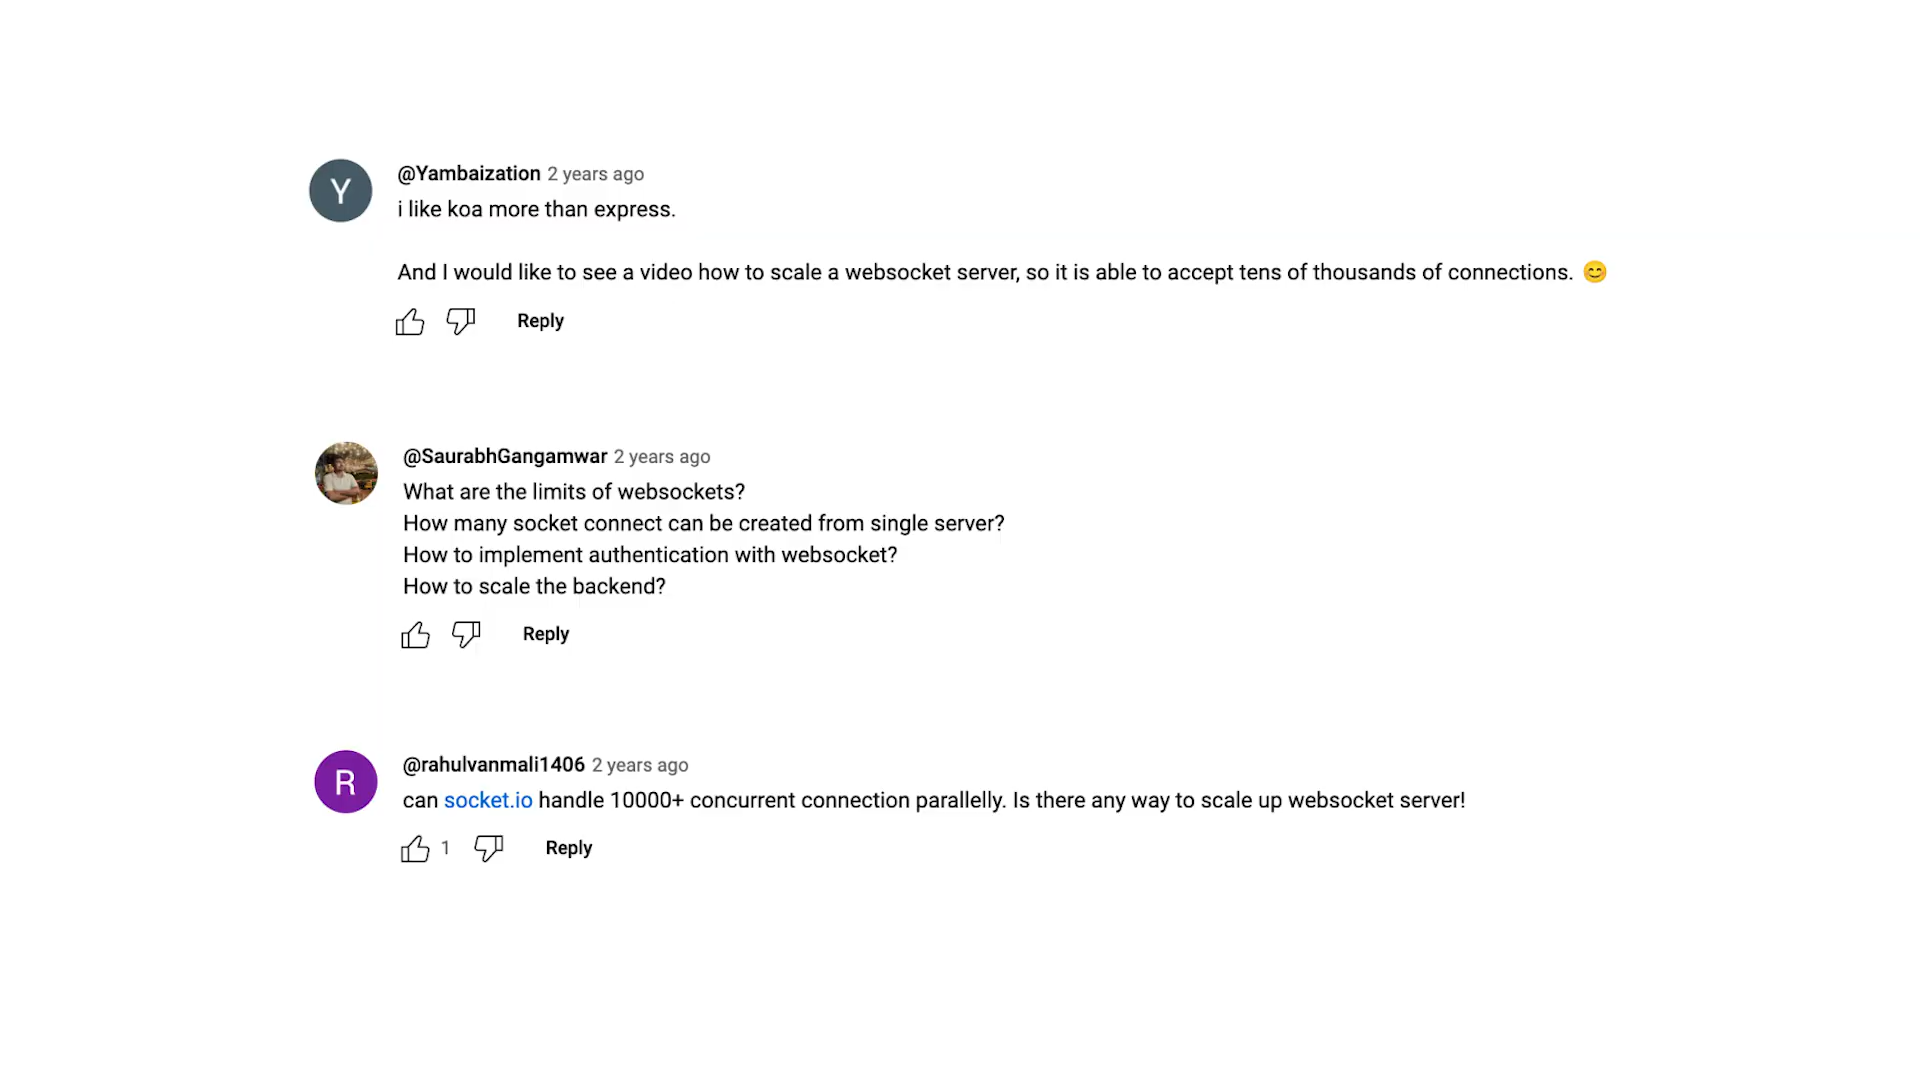 Y
@Yambaization 2 years ago
i like koa more than express.
And I would like to see a video how to scale a websocket server, so it is able to accept tens of thousands of connections. 😊
Reply
@SaurabhGangamwar 2 years ago
What are the limits of websockets?
How many socket connect can be created from single server?
How to implement authentication with websocket?
How to scale the backend?
Reply
R
@rahulvanmali1406 2 years ago
can socket.io handle 10000+ concurrent connection parallelly. Is there any way to scale up websocket server!
1 Reply